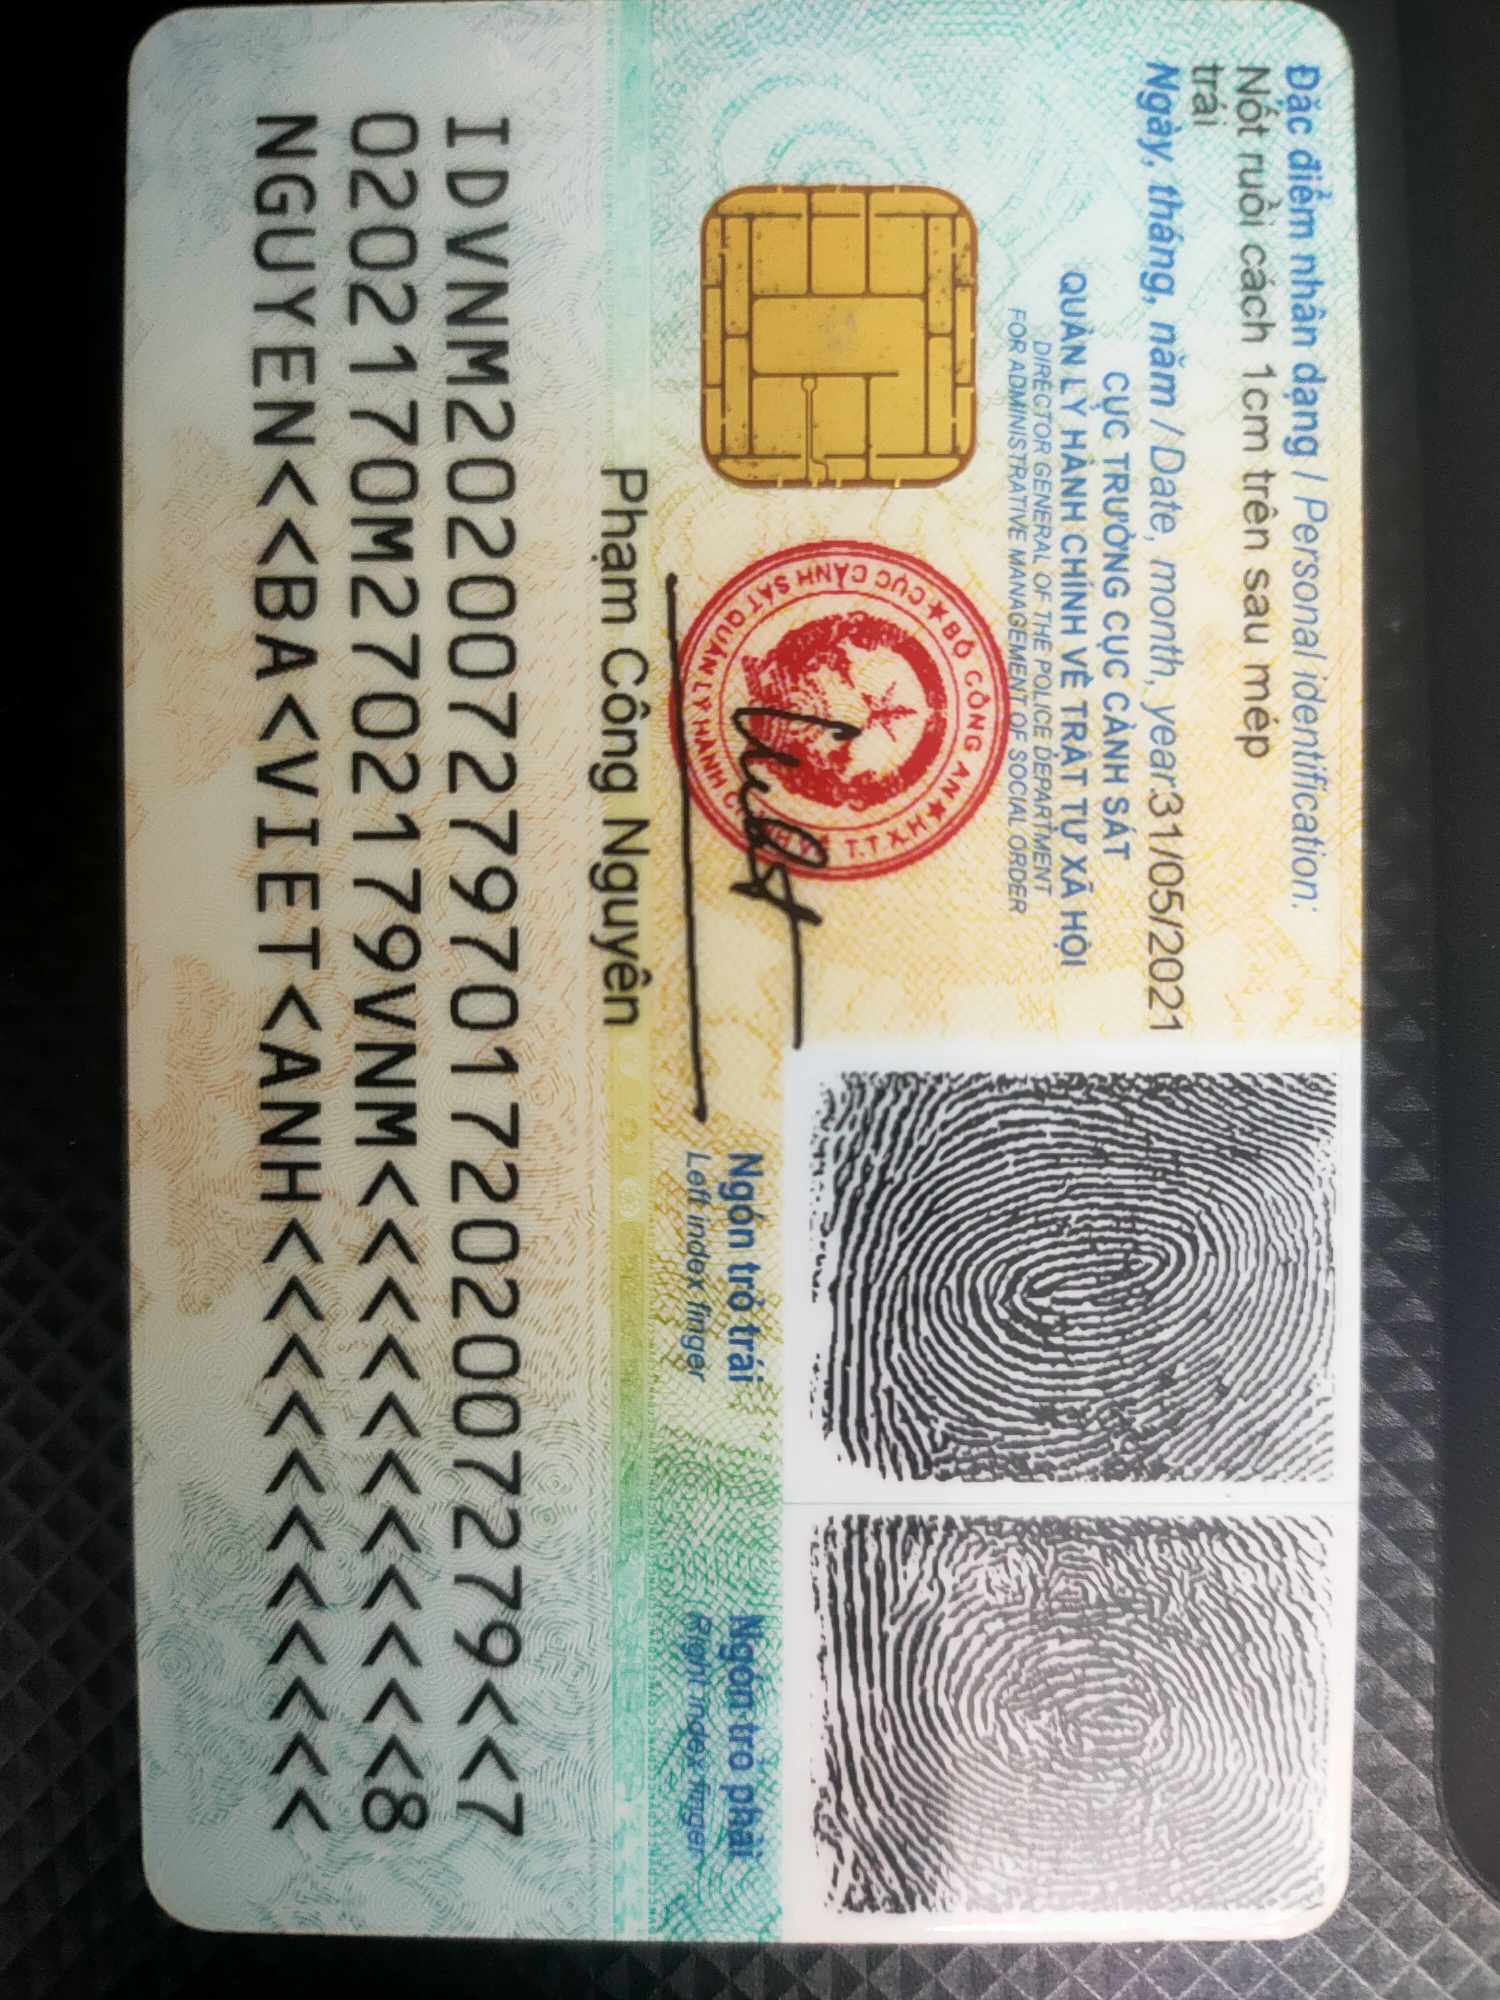 Đặc điểm nhân dạng / Personal identification:
Nốt ruồi cách 1cm trên sau mép
trái
Ngày, tháng, năm / Date, month, year:31/05/2021
CỤC TRƯỞNG CỤC CẢNH SÁT
QUẢN LÝ HÀNH CHÍNH VỀ TRẬT TỰ XÃ HỘI
DIRECTOR GENERAL OF THE POLICE DEPARTMENT
FOR ADMINISTRATIVE MANAGEMENT OF SOCIAL ORDER
★ BỘ CÔNG AN ★
CỤC CẢNH SÁT QUẢN LÝ HÀNH CHÍNH VỀ T.T.X.H
Phạm Công Nguyên
Ngón trỏ trái
Left index finger
Ngón trỏ phải
Right index finger
IDVNM2020072797017202007279<<7
0202170M2702179VNM<<<<<<<<<<<8
NGUYEN<<BA<VIET<ANH<<<<<<<<<<<